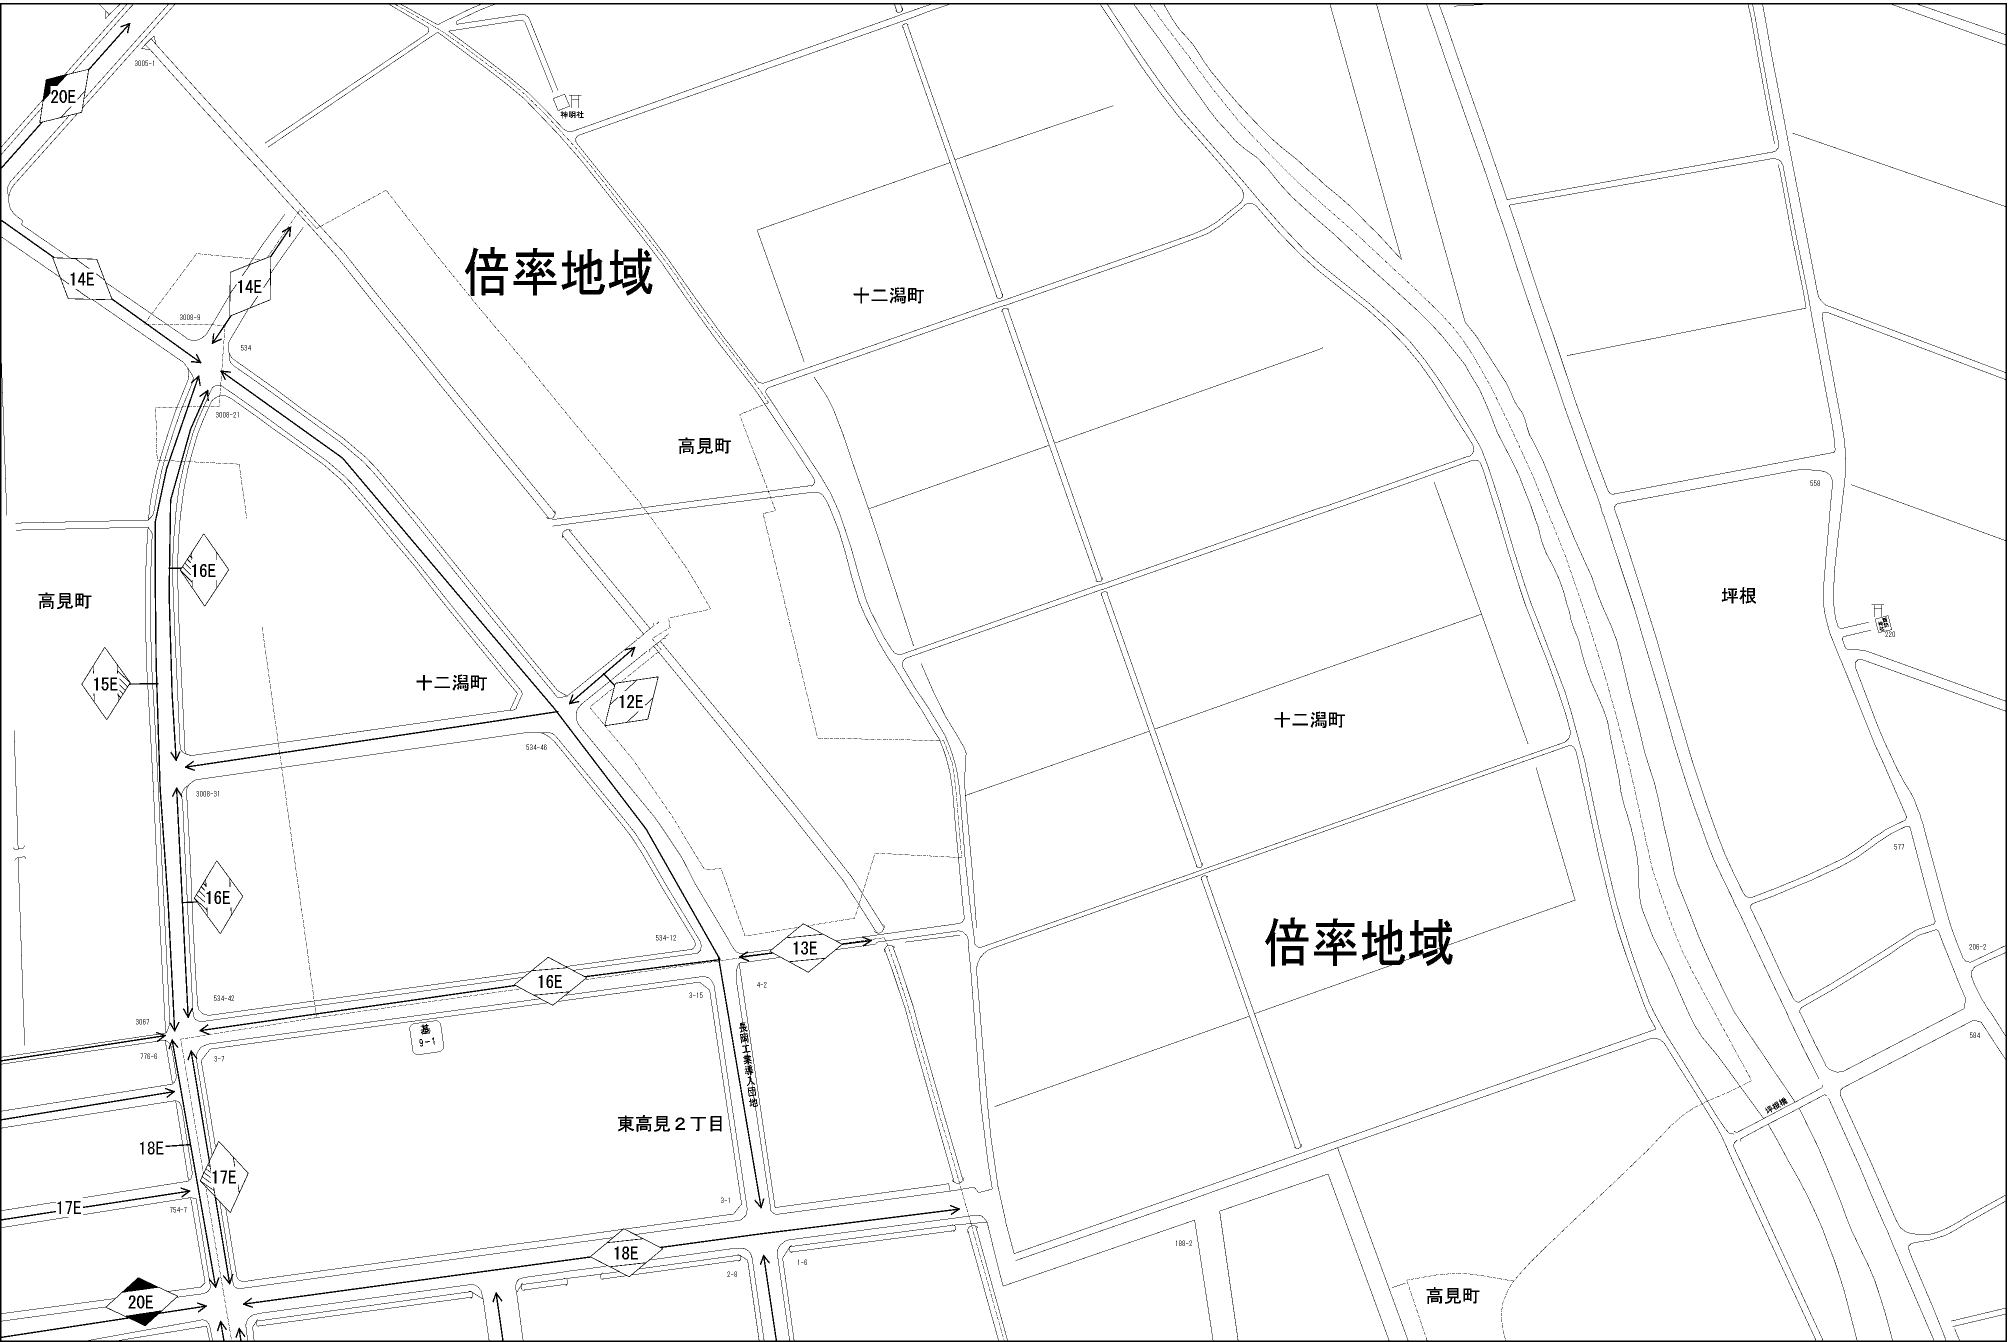 3005-1
20E
神明社
倍率地域
14E
14E
十二潟町
3008-9
534
3008-21
高見町
558
16E
高見町
坪根
220
15E
十二潟町
12E
十二潟町
534-46
3008-31
577
16E
534-12
13E
倍率地域
206-2
16E
4-2
534-42
3-15
3067
基
9-1
長岡工業導入団地
584
776-6
3-7
坪根橋
東高見２丁目
18E
17E
3-1
17E
754-7
188-2
18E
1-6
2-8
20E
高見町